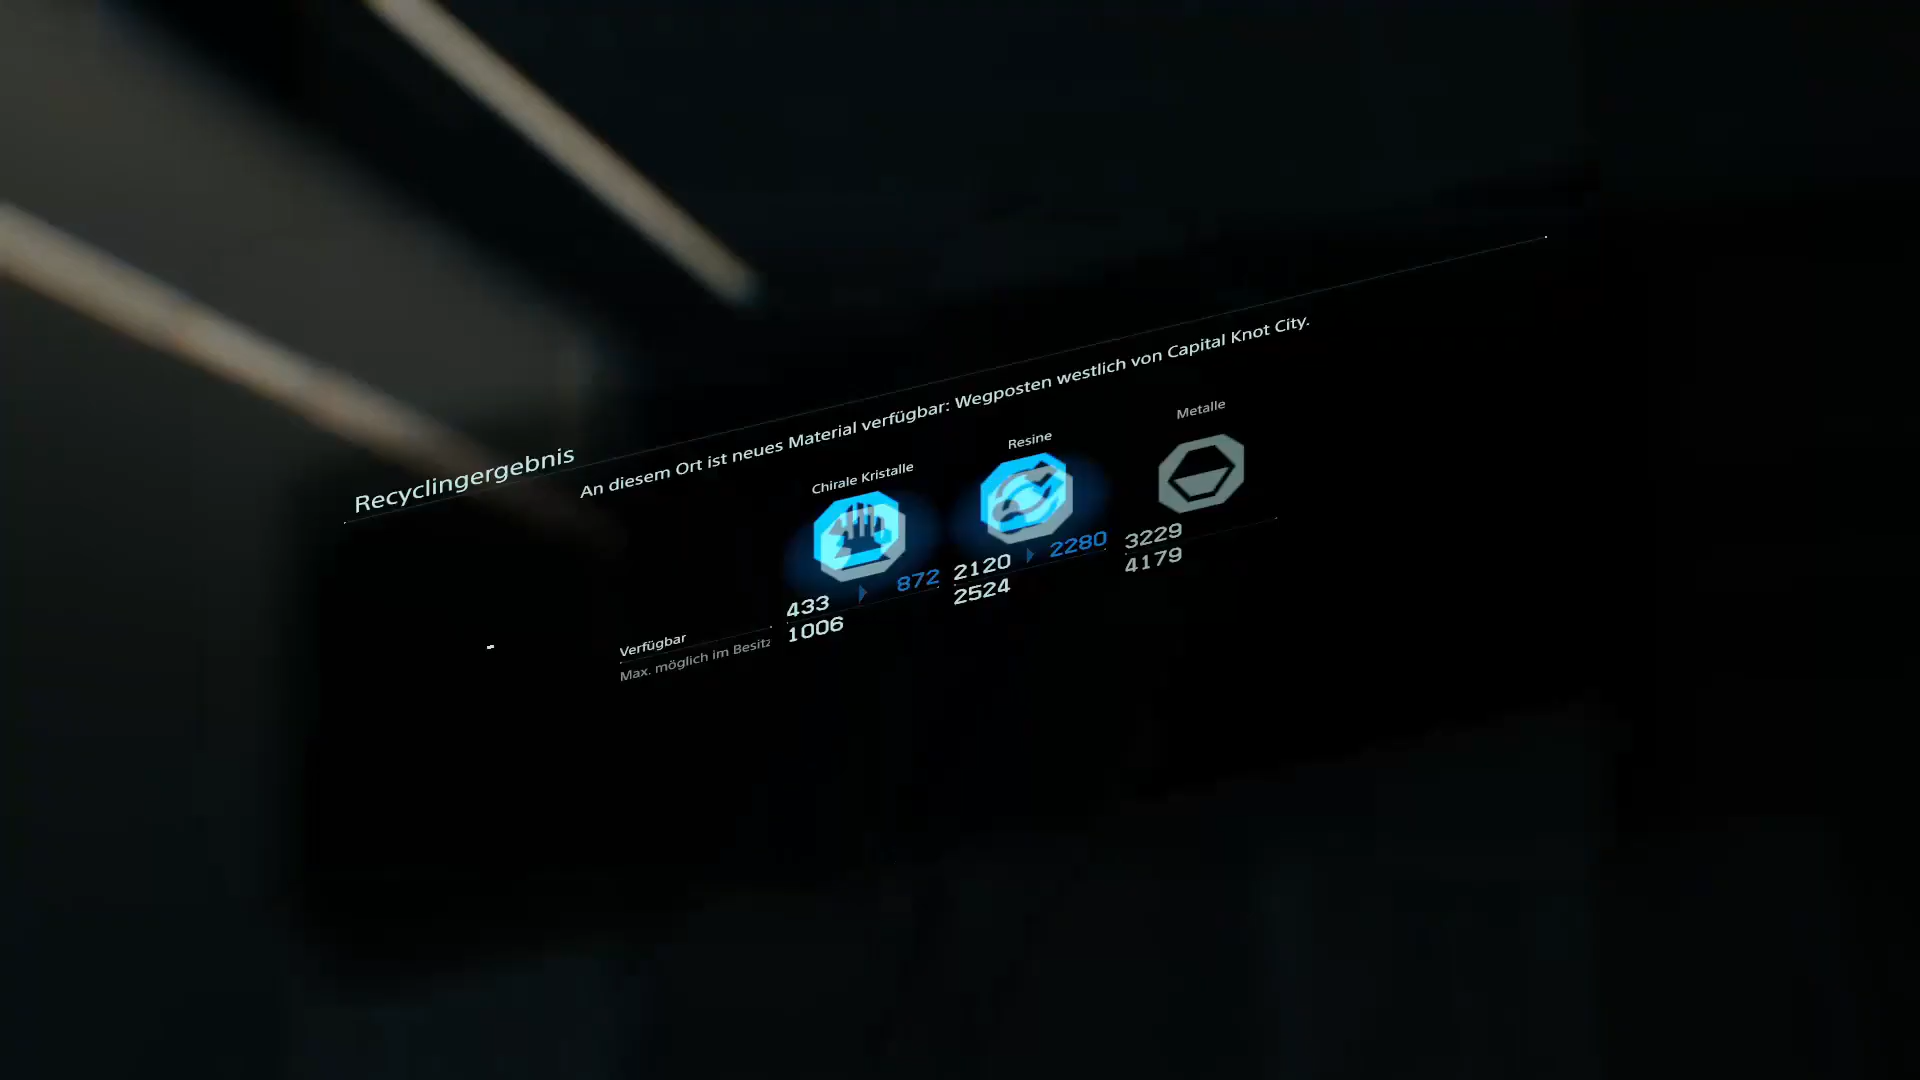 Recyclingergebnis
An diesem Ort ist neues Material verfügbar: Wegposten westlich von Capital Knot City.
Chirale Kristalle
Resine
Metalle
Verfügbar
433 872
2120 2280
3229
Max. möglich im Besitz
1006
2524
4179